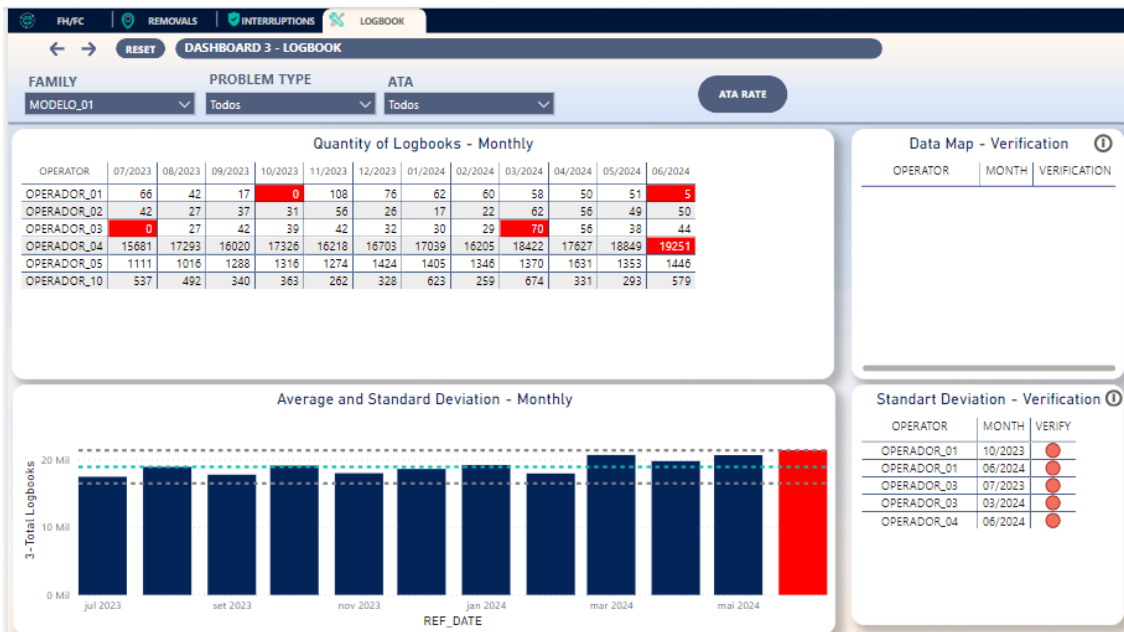 FH/FC REMOVALS INTERRUPTIONS LOGBOOK
RESET DASHBOARD 3 - LOGBOOK
FAMILY PROBLEM TYPE ATA
MODELO_01 Todos Todos ATA RATE
Quantity of Logbooks - Monthly
OPERATOR 07/2023 08/2023 09/2023 10/2023 11/2023 12/2023 01/2024 02/2024 03/2024 04/2024 05/2024 06/2024
OPERADOR_01 66 42 17 0 108 76 62 60 58 50 51 5
OPERADOR_02 42 27 37 31 56 26 17 22 62 56 49 50
OPERADOR_03 0 27 42 39 42 32 30 29 70 56 38 44
OPERADOR_04 15681 17293 16020 17326 16218 16703 17039 16205 18422 17627 18849 19251
OPERADOR_05 1111 1016 1288 1316 1274 1424 1405 1346 1370 1631 1353 1446
OPERADOR_10 537 492 340 363 262 328 623 259 674 331 293 579
Data Map - Verification
OPERATOR MONTH VERIFICATION
Average and Standard Deviation - Monthly
3-Total Logbooks
20 Mil
10 Mil
0 Mil
jul 2023 set 2023 nov 2023 jan 2024 mar 2024 mai 2024
REF_DATE
Standart Deviation - Verification
OPERATOR MONTH VERIFY
OPERADOR_01 10/2023
OPERADOR_01 06/2024
OPERADOR_03 07/2023
OPERADOR_03 03/2024
OPERADOR_04 06/2024